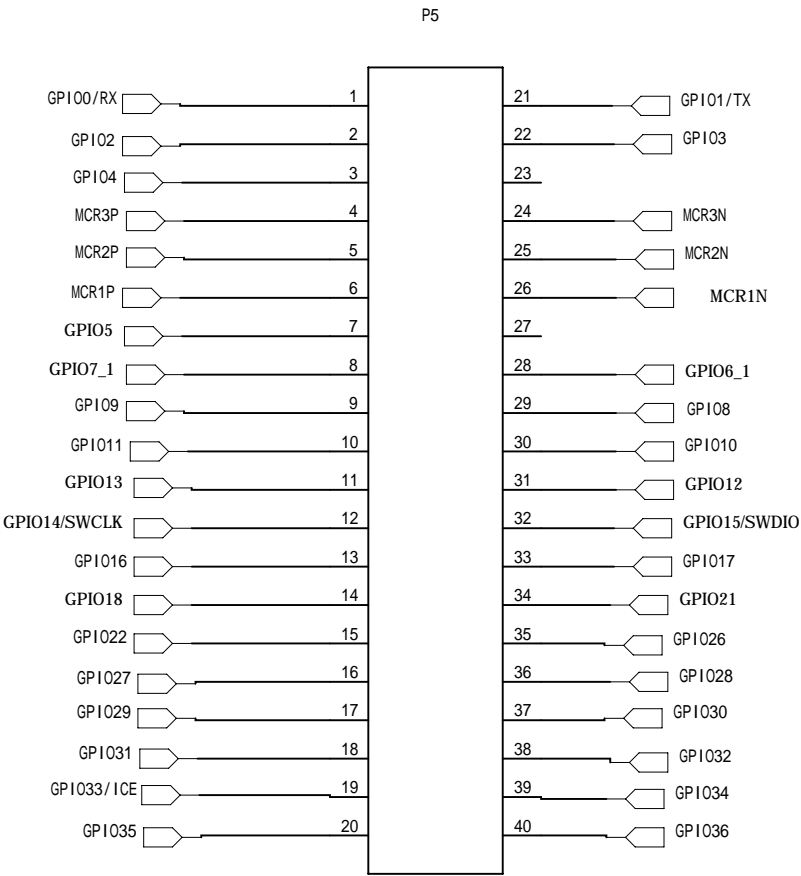 P5
GPIO0/RX 1 21 GPIO1/TX
GPIO2 2 22 GPIO3
GPIO4 3 23
MCR3P 4 24 MCR3N
MCR2P 5 25 MCR2N
MCR1P 6 26 MCR1N
GPIO5 7 27
GPIO7_1 8 28 GPIO6_1
GPIO9 9 29 GPIO8
GPIO11 10 30 GPIO10
GPIO13 11 31 GPIO12
GPIO14/SWCLK 12 32 GPIO15/SWDIO
GPIO16 13 33 GPIO17
GPIO18 14 34 GPIO21
GPIO22 15 35 GPIO26
GPIO27 16 36 GPIO28
GPIO29 17 37 GPIO30
GPIO31 18 38 GPIO32
GPIO33/ICE 19 39 GPIO34
GPIO35 20 40 GPIO36